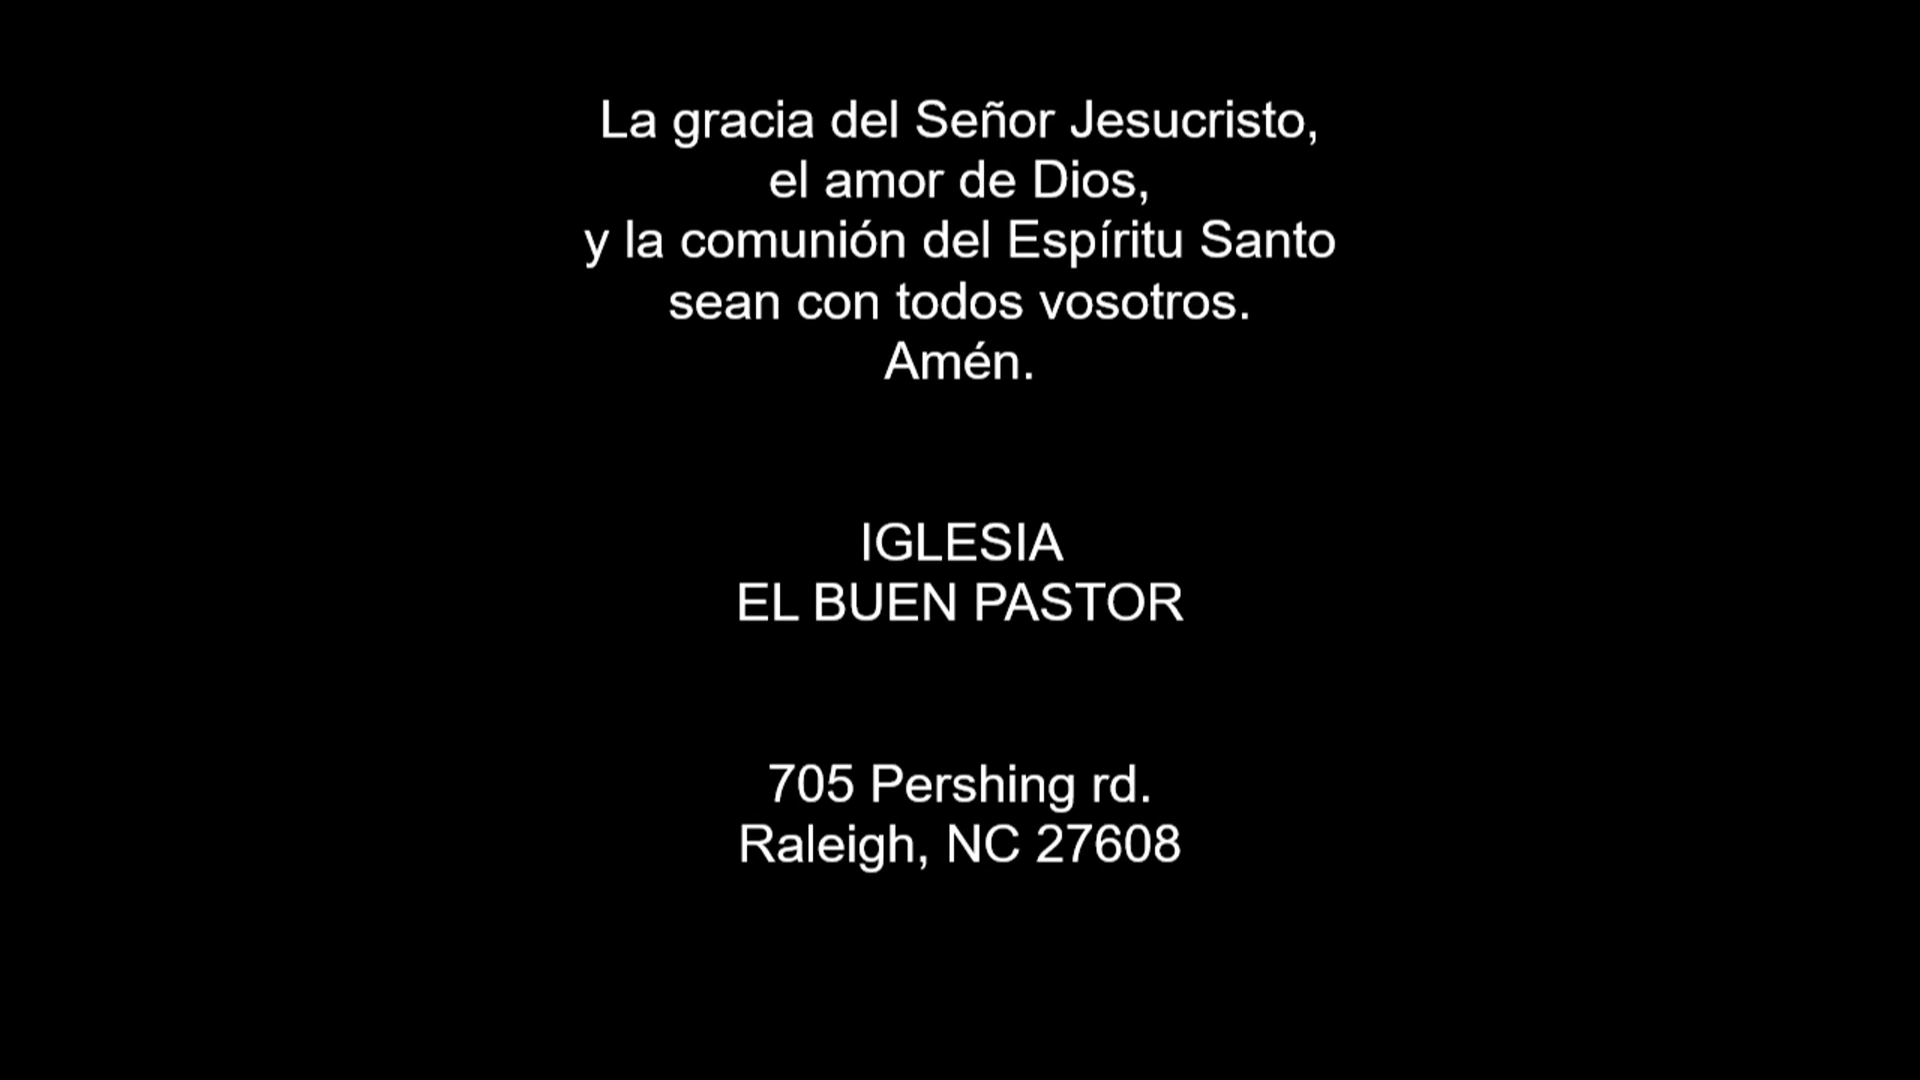 La gracia del Señor Jesucristo,
el amor de Dios,
y la comunión del Espíritu Santo
sean con todos vosotros.
Amén.
IGLESIA
EL BUEN PASTOR
705 Pershing rd.
Raleigh, NC 27608